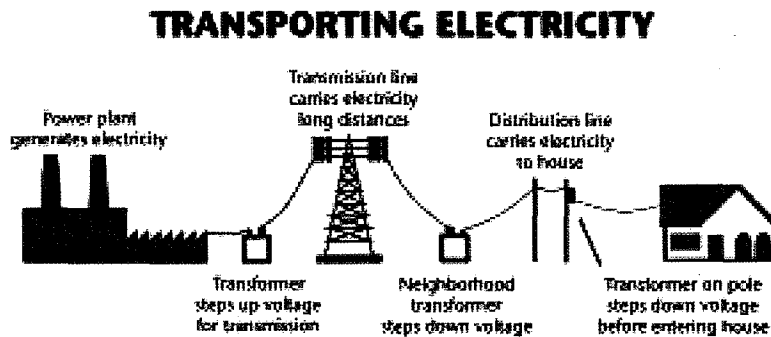 TRANSPORTING ELECTRICITY
Transmission line
carries electricity
long distances
Power plant
generates electricity
Distribution line
carries electricity
to house
Transformer
steps up voltage
for transmission
Neighborhood
transformer
steps down voltage
Transformer on pole
steps down voltage
before entering house